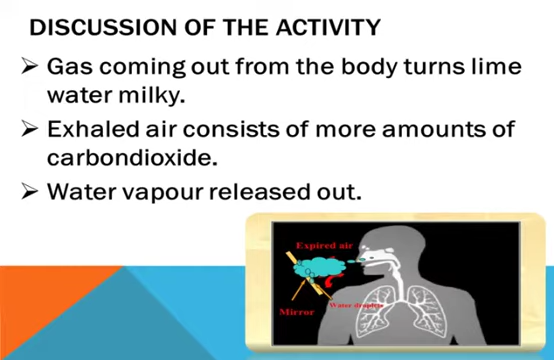 DISCUSSION OF THE ACTIVITY
➢ Gas coming out from the body turns lime
water milky.
➢ Exhaled air consists of more amounts of
carbondioxide.
➢ Water vapour released out.
Expired air
Water droplets
Mirror